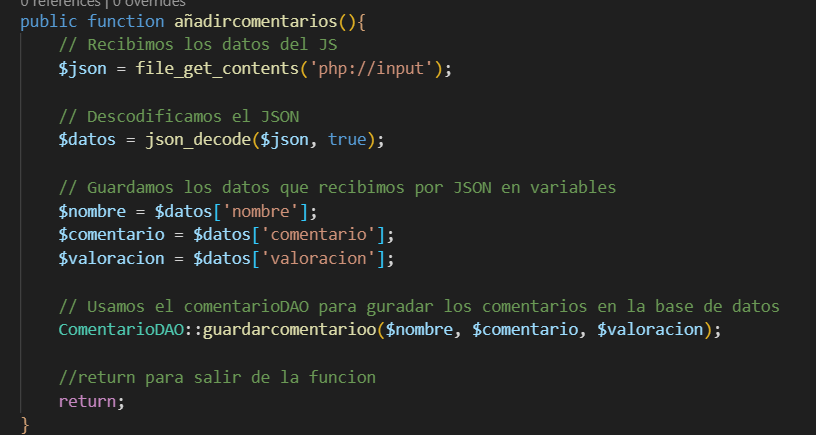 0 references | 0 overrides
public function añadircomentarios(){
// Recibimos los datos del JS
$json = file_get_contents('php://input');
// Descodificamos el JSON
$datos = json_decode($json, true);
// Guardamos los datos que recibimos por JSON en variables
$nombre = $datos['nombre'];
$comentario = $datos['comentario'];
$valoracion = $datos['valoracion'];
// Usamos el comentarioDAO para guradar los comentarios en la base de datos
ComentarioDAO::guardarcomentarioo($nombre, $comentario, $valoracion);
//return para salir de la funcion
return;
}